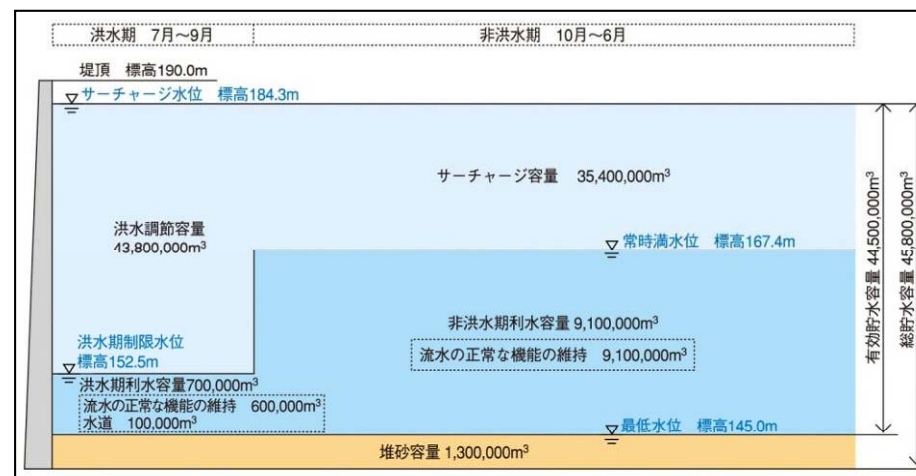 洪水期　7月～9月
非洪水期　10月～6月
堤頂　標高190.0m
サーチャージ水位　標高184.3m
サーチャージ容量　35,400,000m³
洪水調節容量
43,800,000m³
常時満水位　標高167.4m
非洪水期利水容量 9,100,000m³
流水の正常な機能の維持　9,100,000m³
洪水期制限水位
標高152.5m
洪水期利水容量700,000m³
流水の正常な機能の維持　600,000m³
水道　100,000m³
最低水位　標高145.0m
堆砂容量 1,300,000m³
有効貯水容量 44,500,000m³
総貯水容量 45,800,000m³